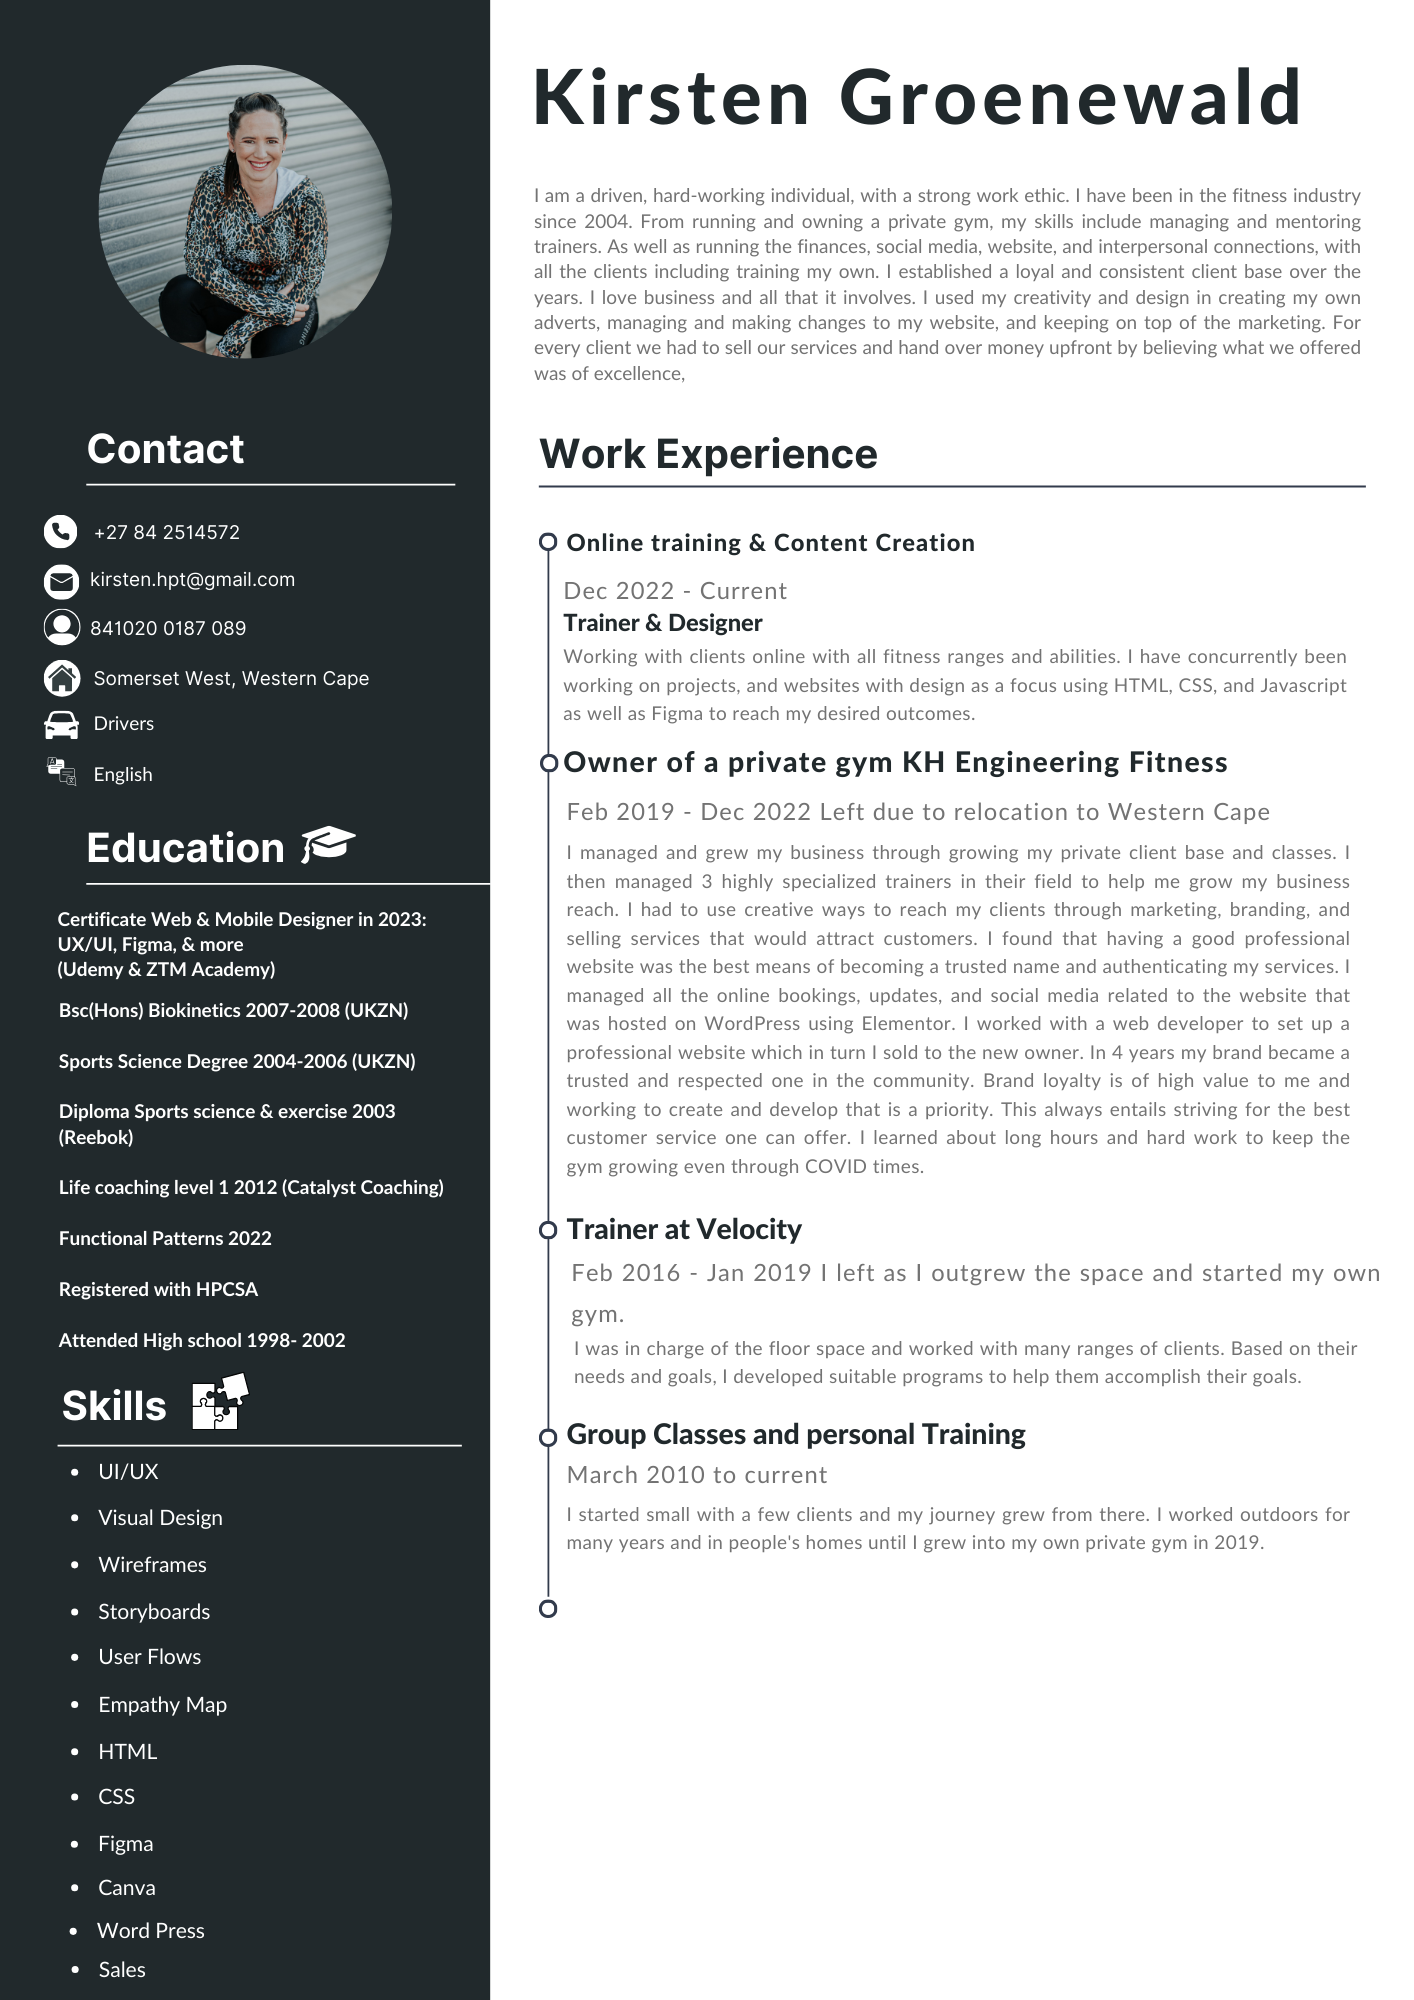 Kirsten Groenewald
I am a driven, hard-working individual, with a strong work ethic. I have been in the fitness industry
since 2004. From running and owning a private gym, my skills include managing and mentoring
trainers. As well as running the finances, social media, website, and interpersonal connections, with
all the clients including training my own. I established a loyal and consistent client base over the
years. I love business and all that it involves. I used my creativity and design in creating my own
adverts, managing and making changes to my website, and keeping on top of the marketing. For
every client we had to sell our services and hand over money upfront by believing what we offered
was of excellence,
Contact
+27 84 2514572
kirsten.hpt@gmail.com
841020 0187 089
Somerset West, Western Cape
Drivers
English
Education
Certificate Web & Mobile Designer in 2023:
UX/UI, Figma, & more
(Udemy & ZTM Academy)
Bsc(Hons) Biokinetics 2007-2008 (UKZN)
Sports Science Degree 2004-2006 (UKZN)
Diploma Sports science & exercise 2003
(Reebok)
Life coaching level 1 2012 (Catalyst Coaching)
Functional Patterns 2022
Registered with HPCSA
Attended High school 1998- 2002
Skills
• UI/UX
• Visual Design
• Wireframes
• Storyboards
• User Flows
• Empathy Map
• HTML
• CSS
• Figma
• Canva
• Word Press
• Sales
Work Experience
Online training & Content Creation
Dec 2022 - Current
Trainer & Designer
Working with clients online with all fitness ranges and abilities. I have concurrently been
working on projects, and websites with design as a focus using HTML, CSS, and Javascript
as well as Figma to reach my desired outcomes.
Owner of a private gym KH Engineering Fitness
Feb 2019 - Dec 2022 Left due to relocation to Western Cape
I managed and grew my business through growing my private client base and classes. I
then managed 3 highly specialized trainers in their field to help me grow my business
reach. I had to use creative ways to reach my clients through marketing, branding, and
selling services that would attract customers. I found that having a good professional
website was the best means of becoming a trusted name and authenticating my services. I
managed all the online bookings, updates, and social media related to the website that
was hosted on WordPress using Elementor. I worked with a web developer to set up a
professional website which in turn I sold to the new owner. In 4 years my brand became a
trusted and respected one in the community. Brand loyalty is of high value to me and
working to create and develop that is a priority. This always entails striving for the best
customer service one can offer. I learned about long hours and hard work to keep the
gym growing even through COVID times.
Trainer at Velocity
Feb 2016 - Jan 2019 I left as I outgrew the space and started my own
gym.
I was in charge of the floor space and worked with many ranges of clients. Based on their
needs and goals, I developed suitable programs to help them accomplish their goals.
Group Classes and personal Training
March 2010 to current
I started small with a few clients and my journey grew from there. I worked outdoors for
many years and in people's homes until I grew into my own private gym in 2019.